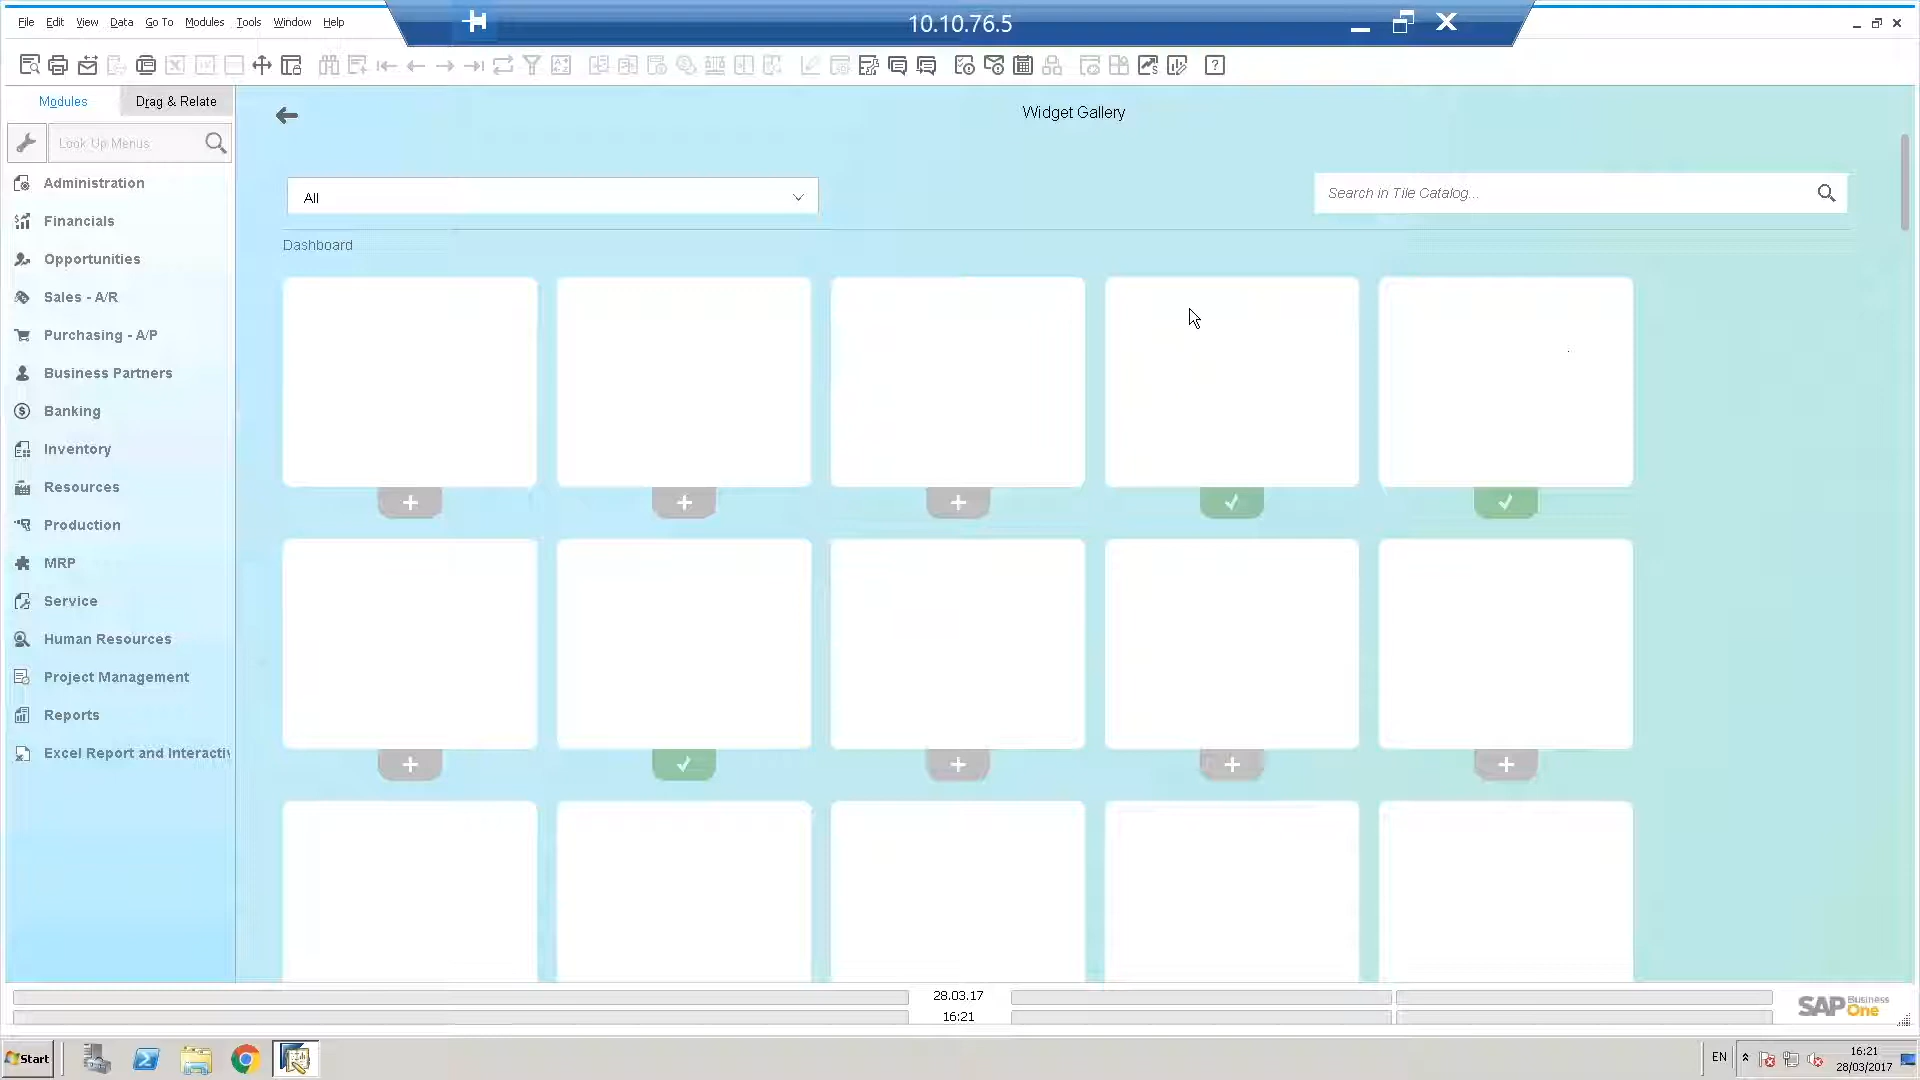 File Edit View Data Go To Modules Tools Window Help
10.10.76.5
Modules Drag & Relate
Widget Gallery
Look Up Menus
Administration
All
Search in Tile Catalog...
Financials
Dashboard
Opportunities
Sales - A/R
Purchasing - A/P
Business Partners
Banking
Inventory
Resources
Production
MRP
Service
Human Resources
Project Management
Reports
Excel Report and Interacti
28.03.17
16:21
SAP Business One
Start
EN
16:21
28/03/2017